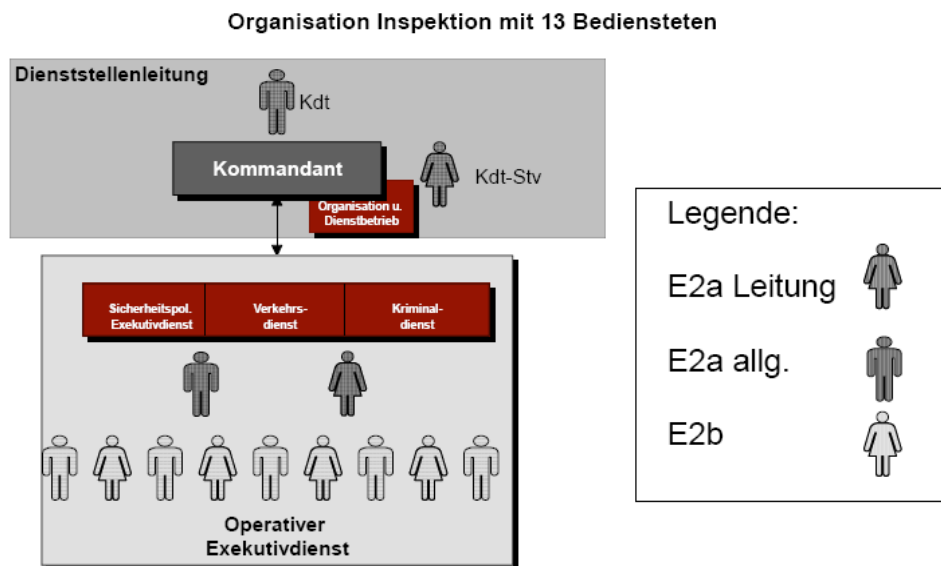 Organisation Inspektion mit 13 Bediensteten
Dienststellenleitung
Kdt
Kommandant
Kdt-Stv
Organisation u.
Dienstbetrieb
Sicherheitspol.
Exekutivdienst
Verkehrs-
dienst
Kriminal-
dienst
Operativer
Exekutivdienst
Legende:
E2a Leitung
E2a allg.
E2b